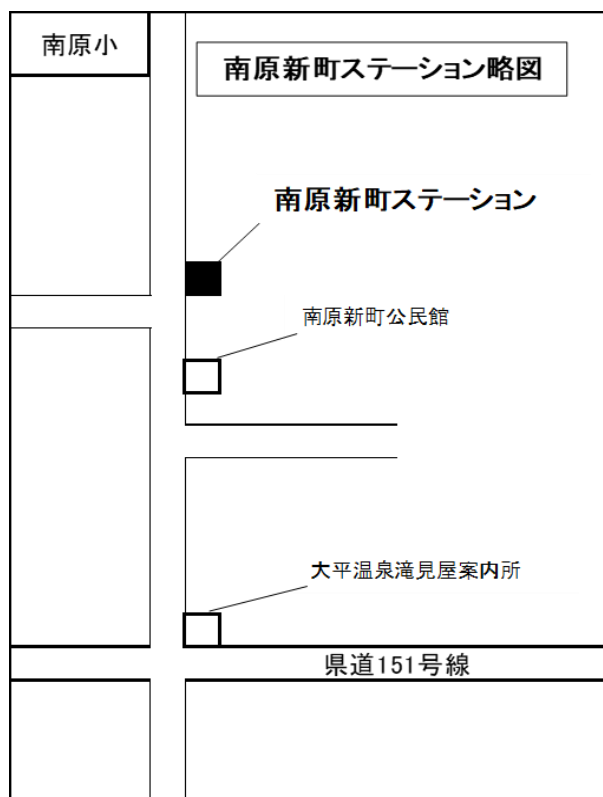 南原小
南原新町ステーション略図
南原新町ステーション
南原新町公民館
大平温泉滝見屋案内所
県道151号線